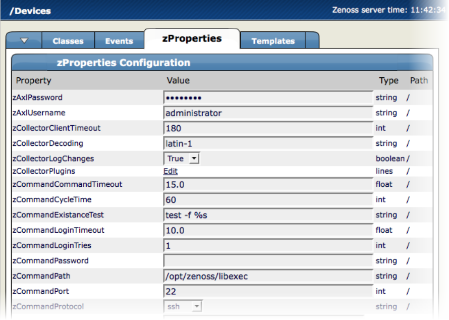 /Devices Zenoss server time: 11:42:34
Classes Events zProperties Templates
zProperties Configuration
Property Value Type Path
zAxlPassword •••••••• string /
zAxlUsername administrator string /
zCollectorClientTimeout 180 int /
zCollectorDecoding latin-1 string /
zCollectorLogChanges True boolean /
zCollectorPlugins Edit lines /
zCommandCommandTimeout 15.0 float /
zCommandCycleTime 60 int /
zCommandExistanceTest test -f %s string /
zCommandLoginTimeout 10.0 float /
zCommandLoginTries 1 int /
zCommandPassword string /
zCommandPath /opt/zenoss/libexec string /
zCommandPort 22 int /
zCommandProtocol ssh string /